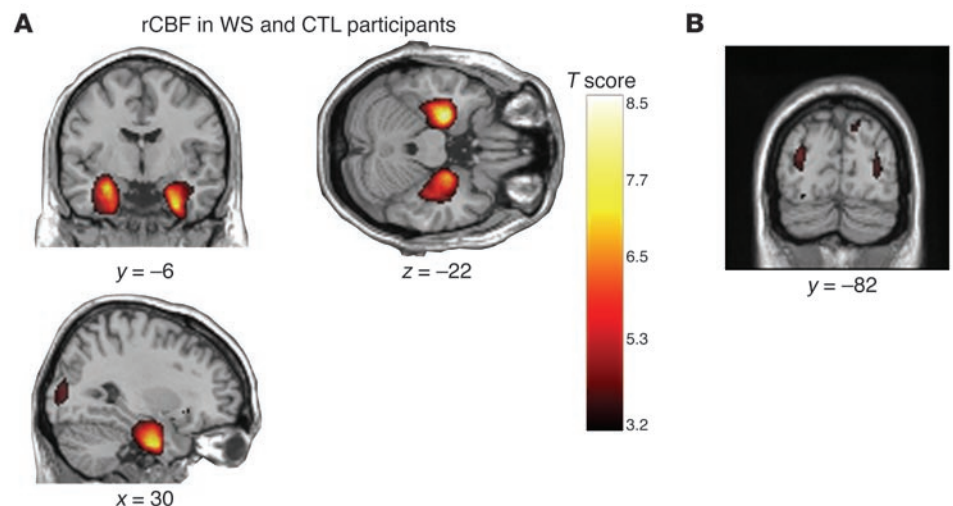 A
rCBF in WS and CTL participants
B
T score
8.5
7.7
6.5
5.3
3.2
y = –6
z = –22
y = –82
x = 30